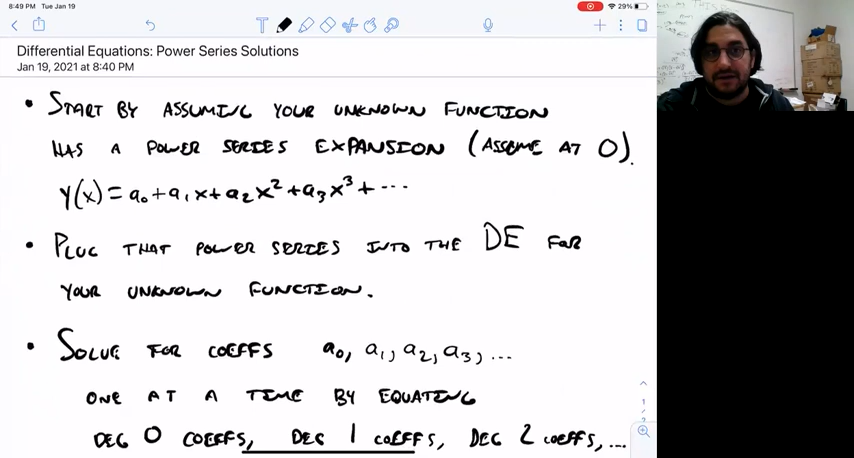 8:49 PM Tue Jan 19
29%
Differential Equations: Power Series Solutions
Jan 19, 2021 at 8:40 PM
• START BY ASSUMING YOUR UNKNOWN FUNCTION
HAS A POWER SERIES EXPANSION (ASSUME AT 0).
y(x) = a₀ + a₁x + a₂x² + a₃x³ + ...
• PLUG THAT POWER SERIES INTO THE DE FOR
YOUR UNKNOWN FUNCTION.
• SOLVE FOR COEFFS a₀, a₁, a₂, a₃, ...
ONE AT A TIME BY EQUATING
DEG 0 COEFFS, DEG 1 COEFFS, DEG 2 COEFFS, ...